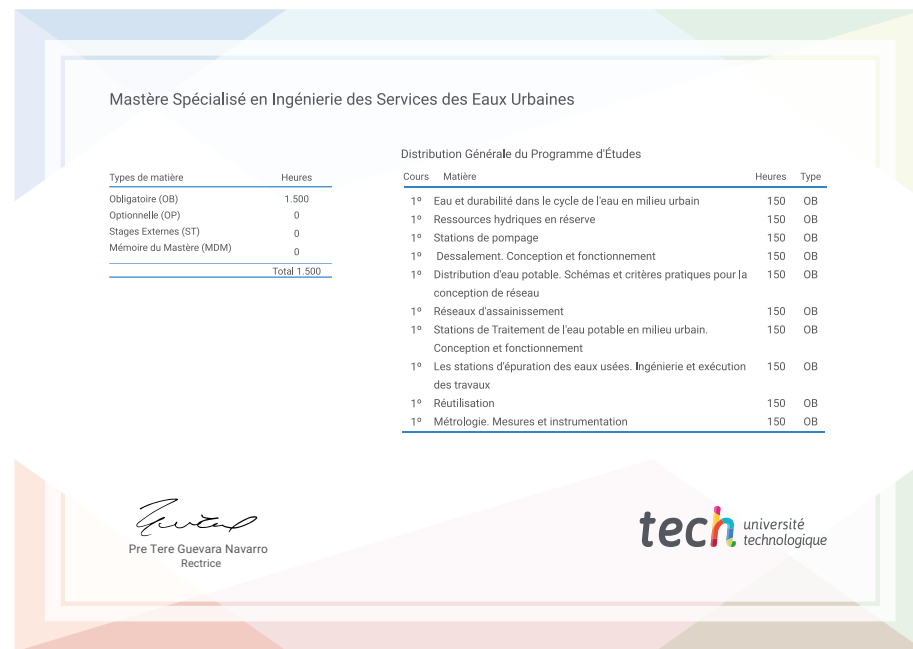 Mastère Spécialisé en Ingénierie des Services des Eaux Urbaines
Types de matière Heures
Obligatoire (OB) 1.500
Optionnelle (OP) 0
Stages Externes (ST) 0
Mémoire du Mastère (MDM) 0
Total 1.500
Distribution Générale du Programme d'Études
Cours Matière Heures Type
1º Eau et durabilité dans le cycle de l'eau en milieu urbain 150 OB
1º Ressources hydriques en réserve 150 OB
1º Stations de pompage 150 OB
1º Dessalement. Conception et fonctionnement 150 OB
1º Distribution d'eau potable. Schémas et critères pratiques pour la 150 OB
conception de réseau
1º Réseaux d'assainissement 150 OB
1º Stations de Traitement de l'eau potable en milieu urbain. 150 OB
Conception et fonctionnement
1º Les stations d'épuration des eaux usées. Ingénierie et exécution 150 OB
des travaux
1º Réutilisation 150 OB
1º Métrologie. Mesures et instrumentation 150 OB
Pre Tere Guevara Navarro
Rectrice
tech université
technologique